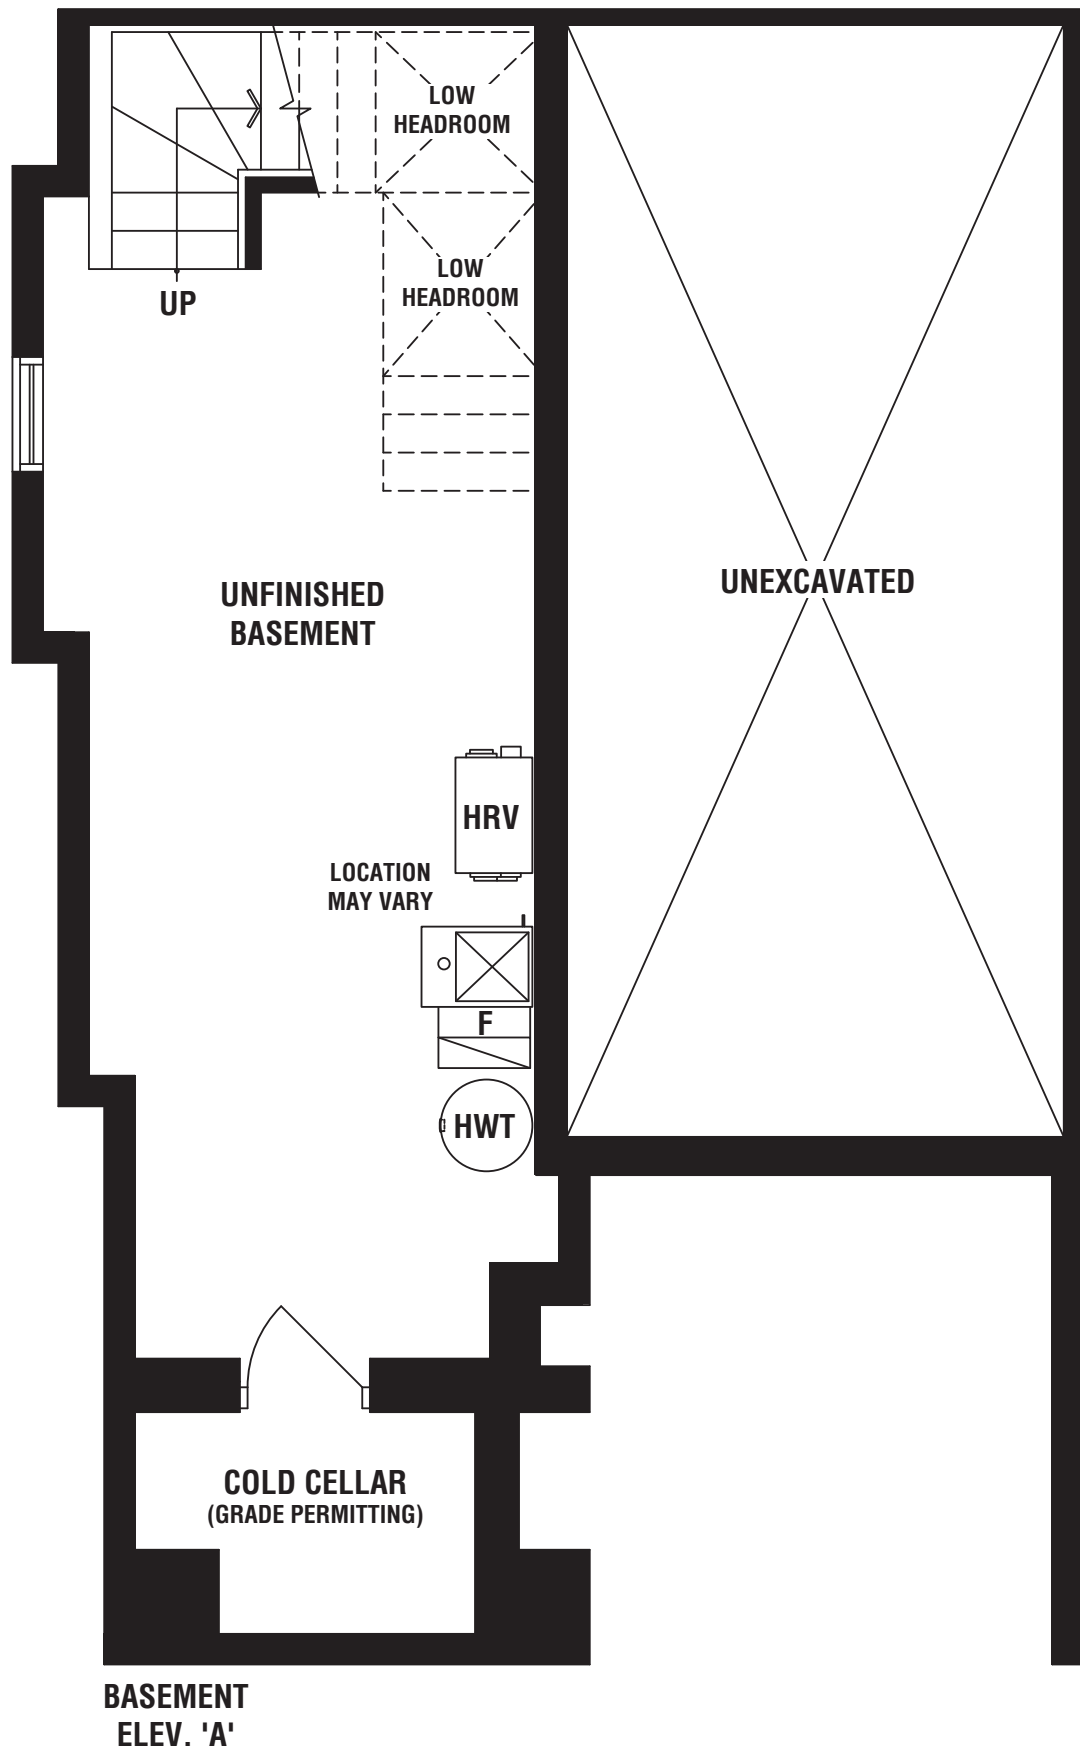 LOW
HEADROOM
LOW
HEADROOM
UP
UNFINISHED
BASEMENT
UNEXCAVATED
HRV
LOCATION
MAY VARY
F
HWT
COLD CELLAR
(GRADE PERMITTING)
BASEMENT
ELEV. 'A'